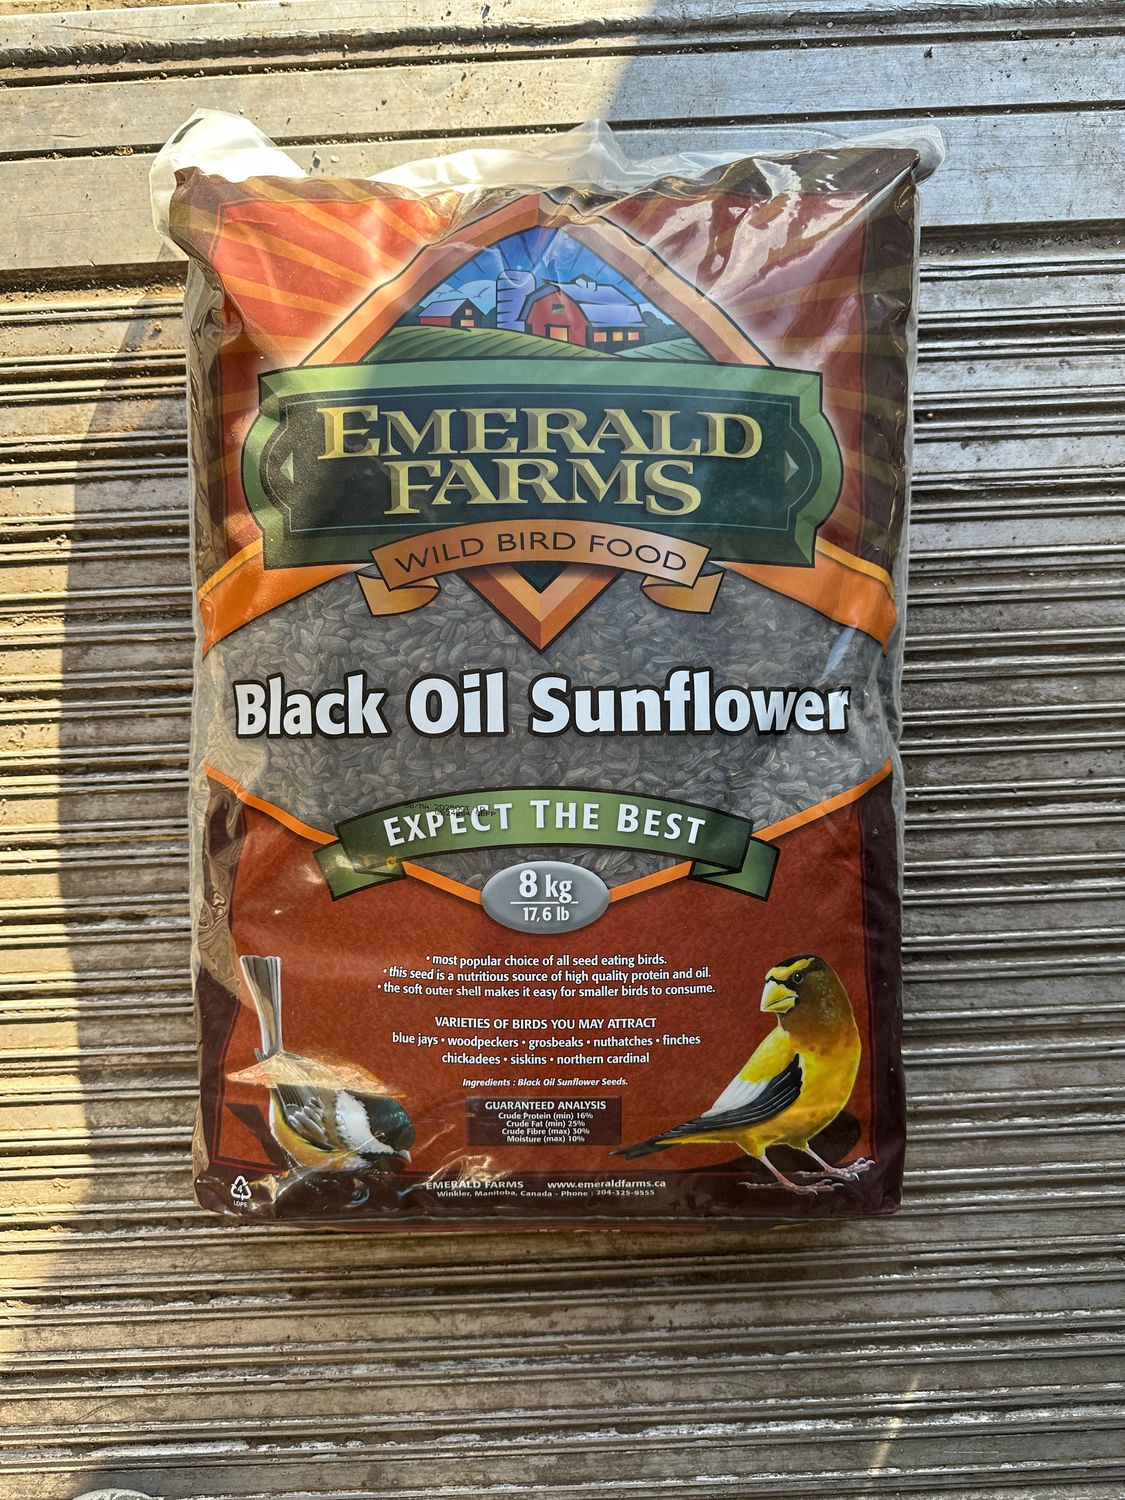 EMERALD
FARMS
WILD BIRD FOOD
Black Oil Sunflower
EXPECT THE BEST
8 kg
17,6 lb
• most popular choice of all seed eating birds.
• this seed is a nutritious source of high quality protein and oil.
• the soft outer shell makes it easy for smaller birds to consume.
VARIETIES OF BIRDS YOU MAY ATTRACT
blue jays • woodpeckers • grosbeaks • nuthatches • finches
chickadees • siskins • northern cardinal
Ingredients : Black Oil Sunflower Seeds.
GUARANTEED ANALYSIS
Crude Protein (min) 16%
Crude Fat (min) 25%
Crude Fibre (max) 30%
Moisture (max) 10%
EMERALD FARMS www.emeraldfarms.ca
Winkler, Manitoba, Canada - Phone : 204-325-9555
4
LDPE